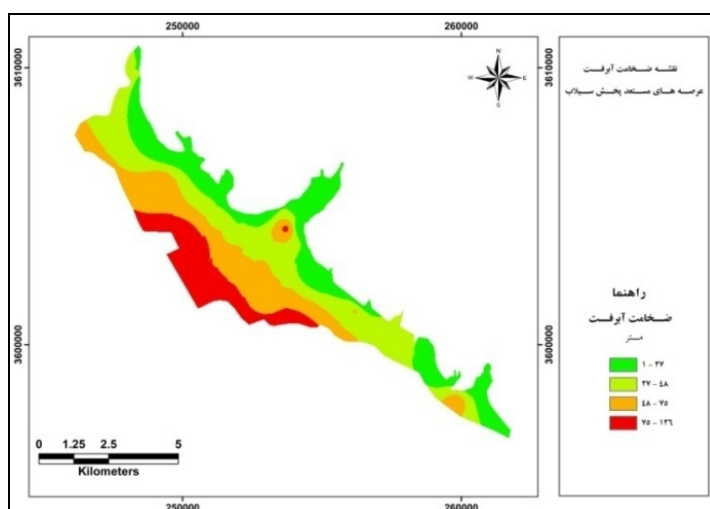 250000
260000
3610000
3610000
N
W
E
S
نقشه ضخامت آبرفت
عرصه های مستعد پخش سیلاب
3600000
3600000
راهنما
ضخامت آبرفت
متر
۱ - ۲۷
۲۷ - ۴۸
۴۸ - ۷۵
۷۵ - ۱۲۶
0 1.25 2.5 5
Kilometers
250000
260000